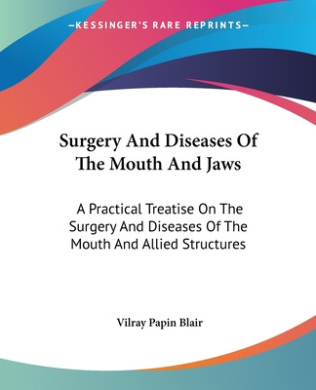 KESSINGER'S RARE REPRINTS
Surgery And Diseases Of
The Mouth And Jaws
A Practical Treatise On The
Surgery And Diseases Of The
Mouth And Allied Structures
Vilray Papin Blair